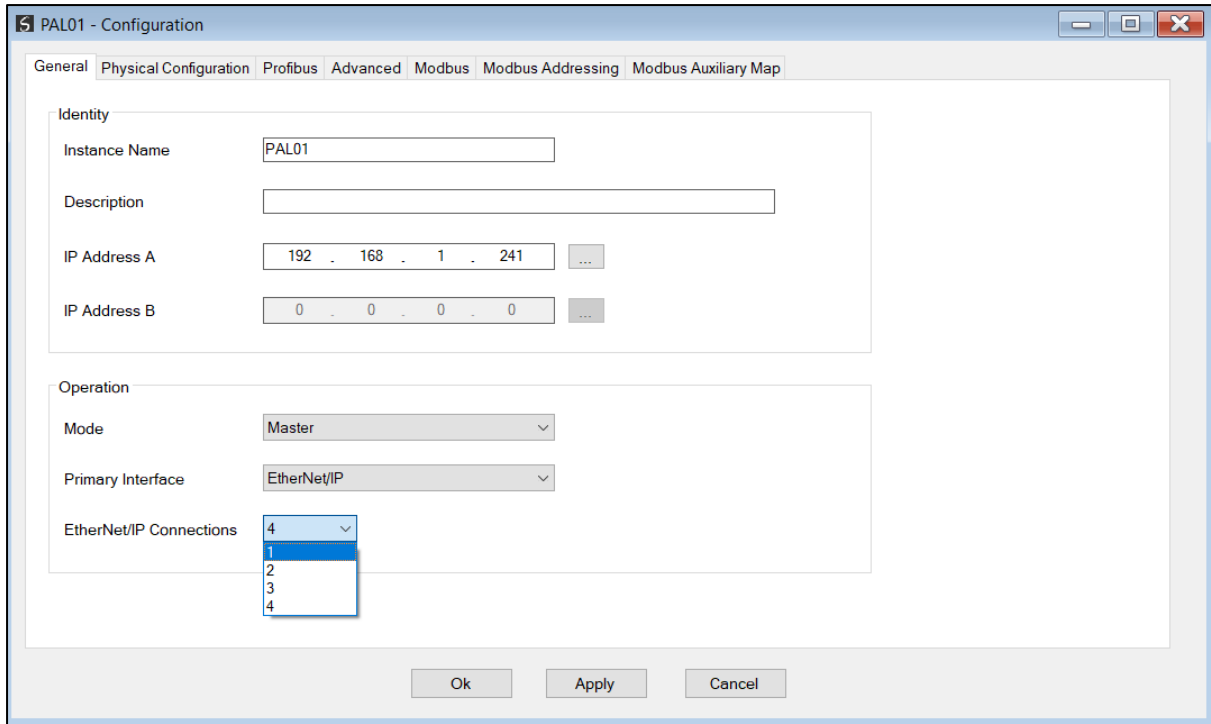 PAL01 - Configuration
General Physical Configuration Profibus Advanced Modbus Modbus Addressing Modbus Auxiliary Map
Identity
Instance Name PAL01
Description
IP Address A 192 . 168 . 1 . 241 ...
IP Address B 0 . 0 . 0 . 0 ...
Operation
Mode Master
Primary Interface EtherNet/IP
EtherNet/IP Connections 4
1
2
3
4
Ok Apply Cancel